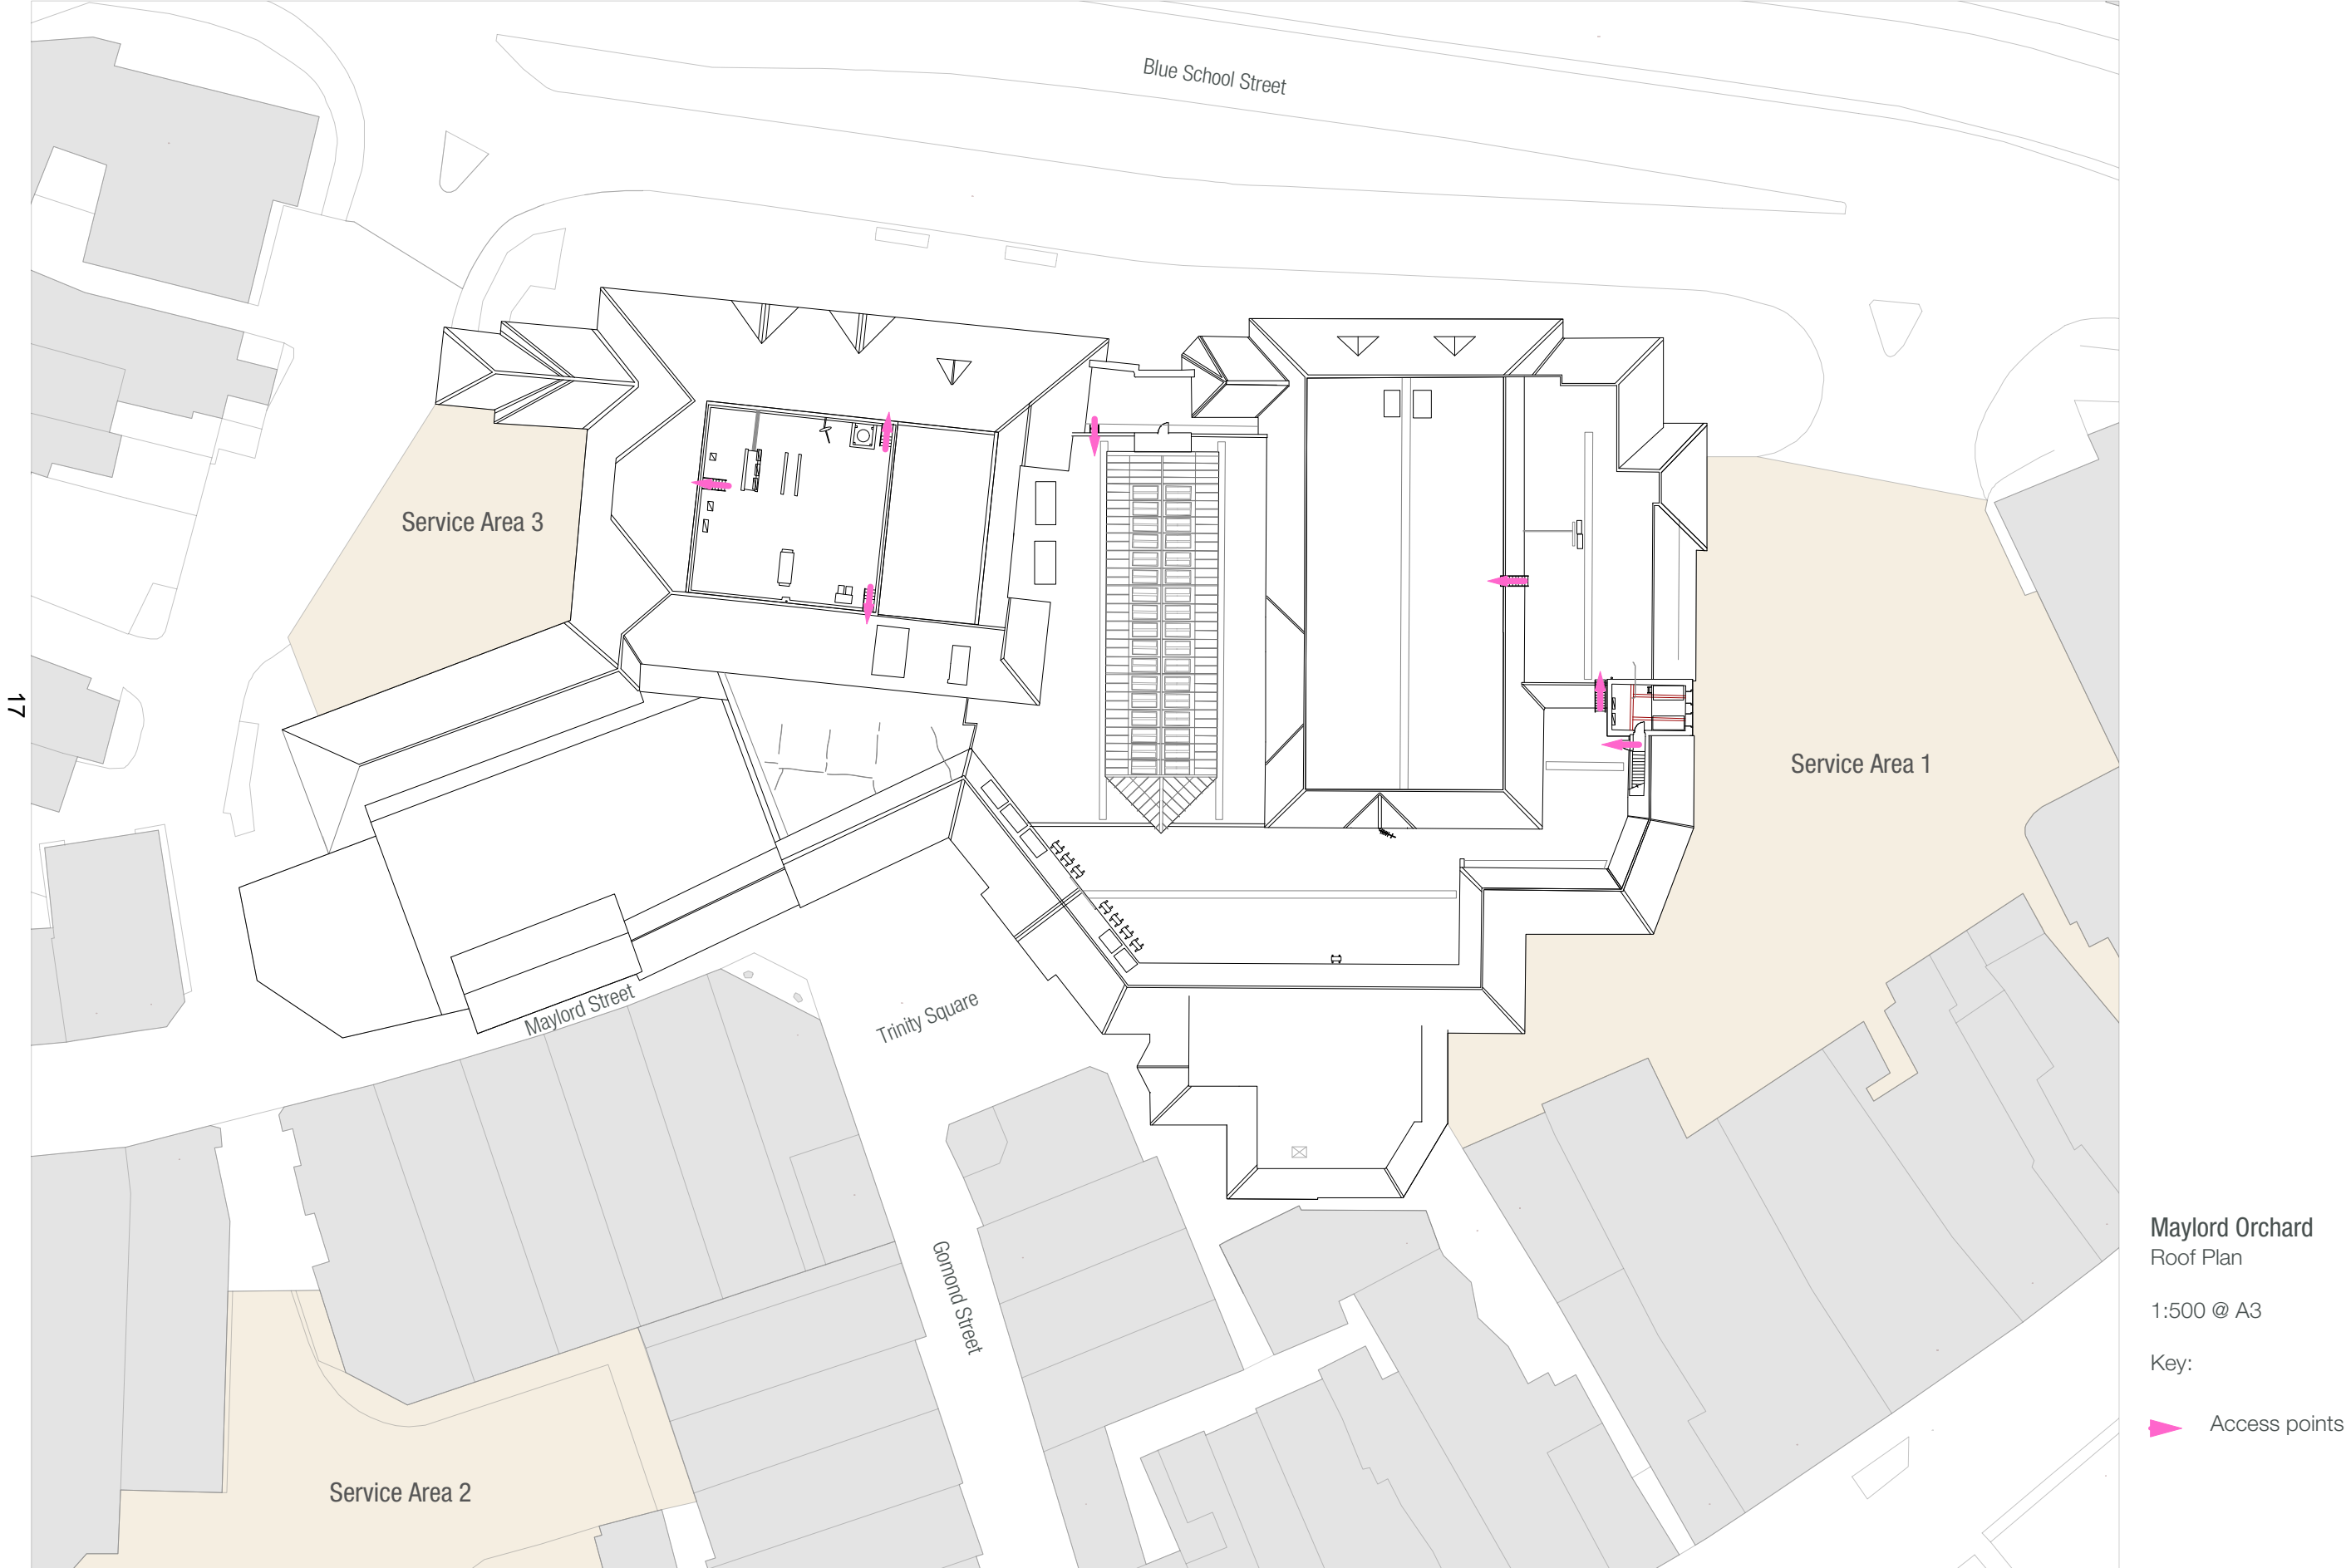 Blue School Street
Service Area 3
17
Service Area 1
Maylord Street
Trinity Square
Gomond Street
Service Area 2
Maylord Orchard
Roof Plan
1:500 @ A3
Key:
Access points